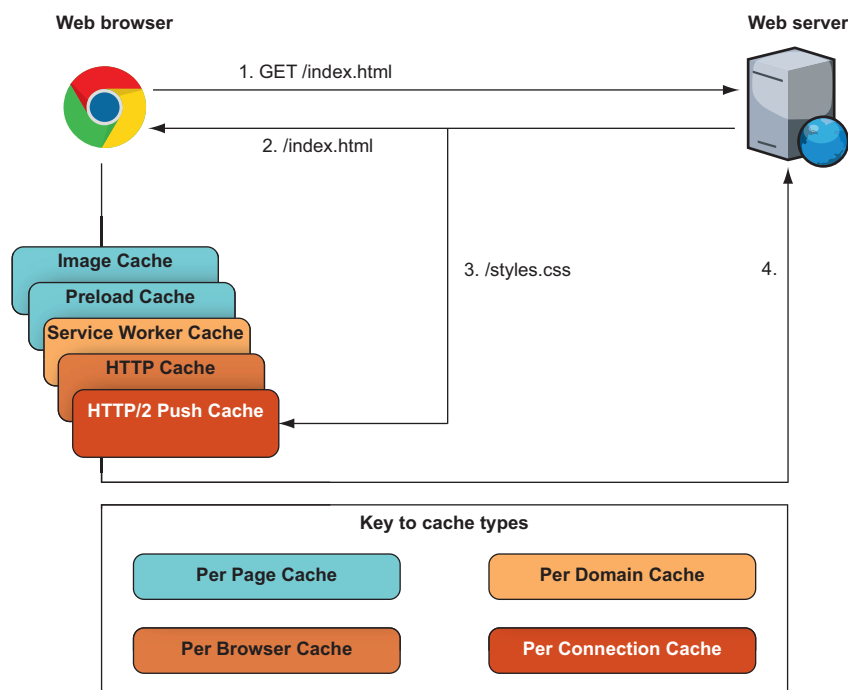 Web browser
Web server
1. GET /index.html
2. /index.html
3. /styles.css
4.
Image Cache
Preload Cache
Service Worker Cache
HTTP Cache
HTTP/2 Push Cache
Key to cache types
Per Page Cache
Per Domain Cache
Per Browser Cache
Per Connection Cache